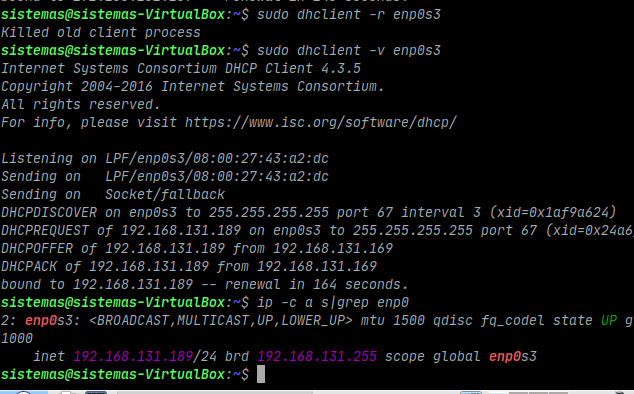 sistemas@sistemas-VirtualBox:~$ sudo dhclient -r enp0s3
Killed old client process
sistemas@sistemas-VirtualBox:~$ sudo dhclient -v enp0s3
Internet Systems Consortium DHCP Client 4.3.5
Copyright 2004-2016 Internet Systems Consortium.
All rights reserved.
For info, please visit https://www.isc.org/software/dhcp/
Listening on LPF/enp0s3/08:00:27:43:a2:dc
Sending on   LPF/enp0s3/08:00:27:43:a2:dc
Sending on   Socket/fallback
DHCPDISCOVER on enp0s3 to 255.255.255.255 port 67 interval 3 (xid=0x1af9a624)
DHCPREQUEST of 192.168.131.189 on enp0s3 to 255.255.255.255 port 67 (xid=0x24a6
DHCPOFFER of 192.168.131.189 from 192.168.131.169
DHCPACK of 192.168.131.189 from 192.168.131.169
bound to 192.168.131.189 -- renewal in 164 seconds.
sistemas@sistemas-VirtualBox:~$ ip -c a s|grep enp0
2: enp0s3: <BROADCAST,MULTICAST,UP,LOWER_UP> mtu 1500 qdisc fq_codel state UP g
1000
    inet 192.168.131.189/24 brd 192.168.131.255 scope global enp0s3
sistemas@sistemas-VirtualBox:~$